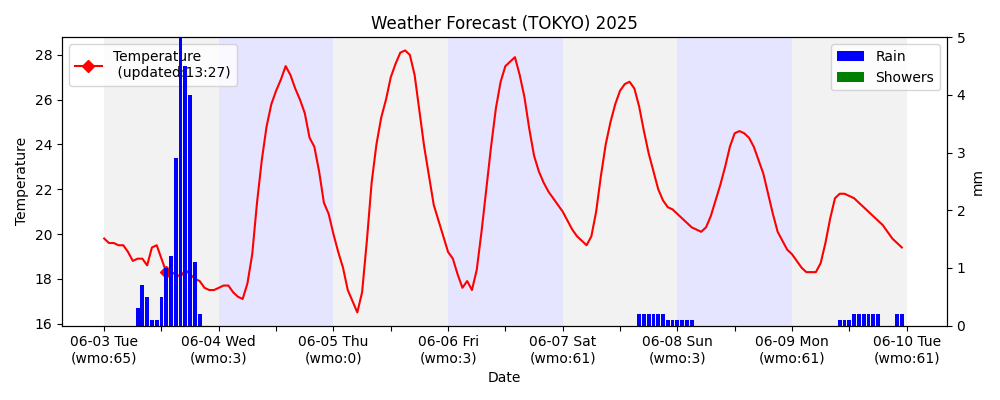 Weather Forecast (TOKYO) 2025
Temperature
(updated 13:27)
Rain
Showers
28
26
24
22
20
18
16
Temperature
5
4
3
2
1
0
mm
06-03 Tue
(wmo:65)
06-04 Wed
(wmo:3)
06-05 Thu
(wmo:0)
06-06 Fri
(wmo:3)
06-07 Sat
(wmo:61)
06-08 Sun
(wmo:3)
06-09 Mon
(wmo:61)
06-10 Tue
(wmo:61)
Date